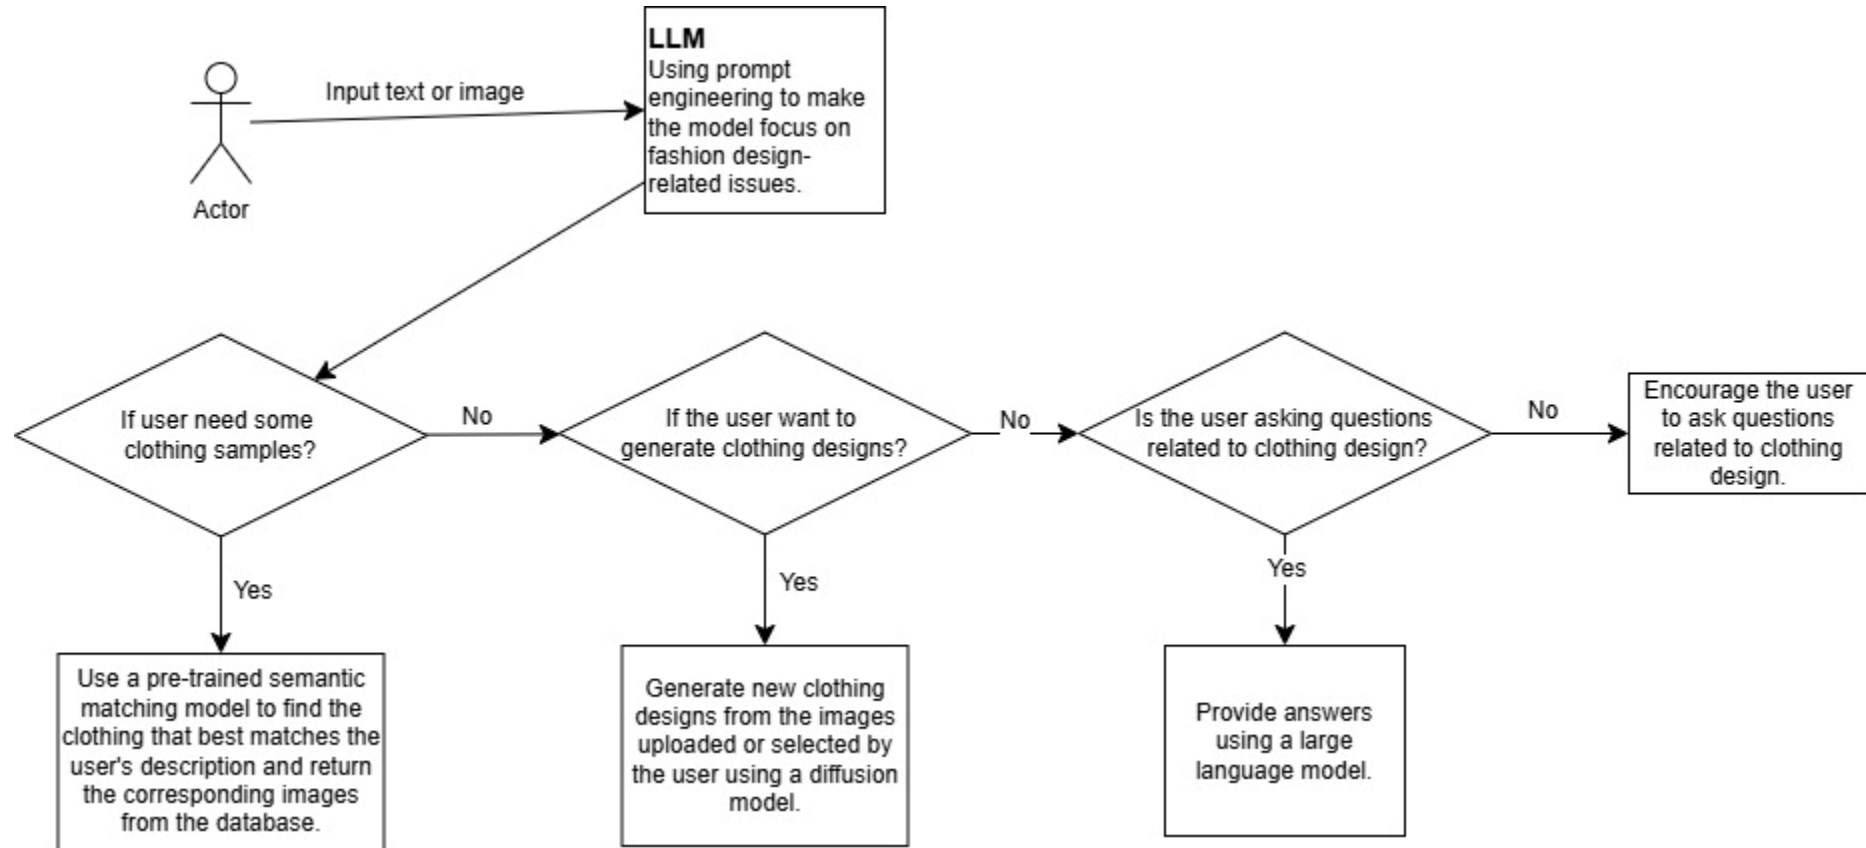 LLM
Using prompt
engineering to make
the model focus on
fashion design-
related issues.
Input text or image
Actor
If user need some
clothing samples?
No
If the user want to
generate clothing designs?
No
Is the user asking questions
related to clothing design?
No
Encourage the user
to ask questions
related to clothing
design.
Yes
Yes
Yes
Use a pre-trained semantic
matching model to find the
clothing that best matches the
user's description and return
the corresponding images
from the database.
Generate new clothing
designs from the images
uploaded or selected by
the user using a diffusion
model.
Provide answers
using a large
language model.